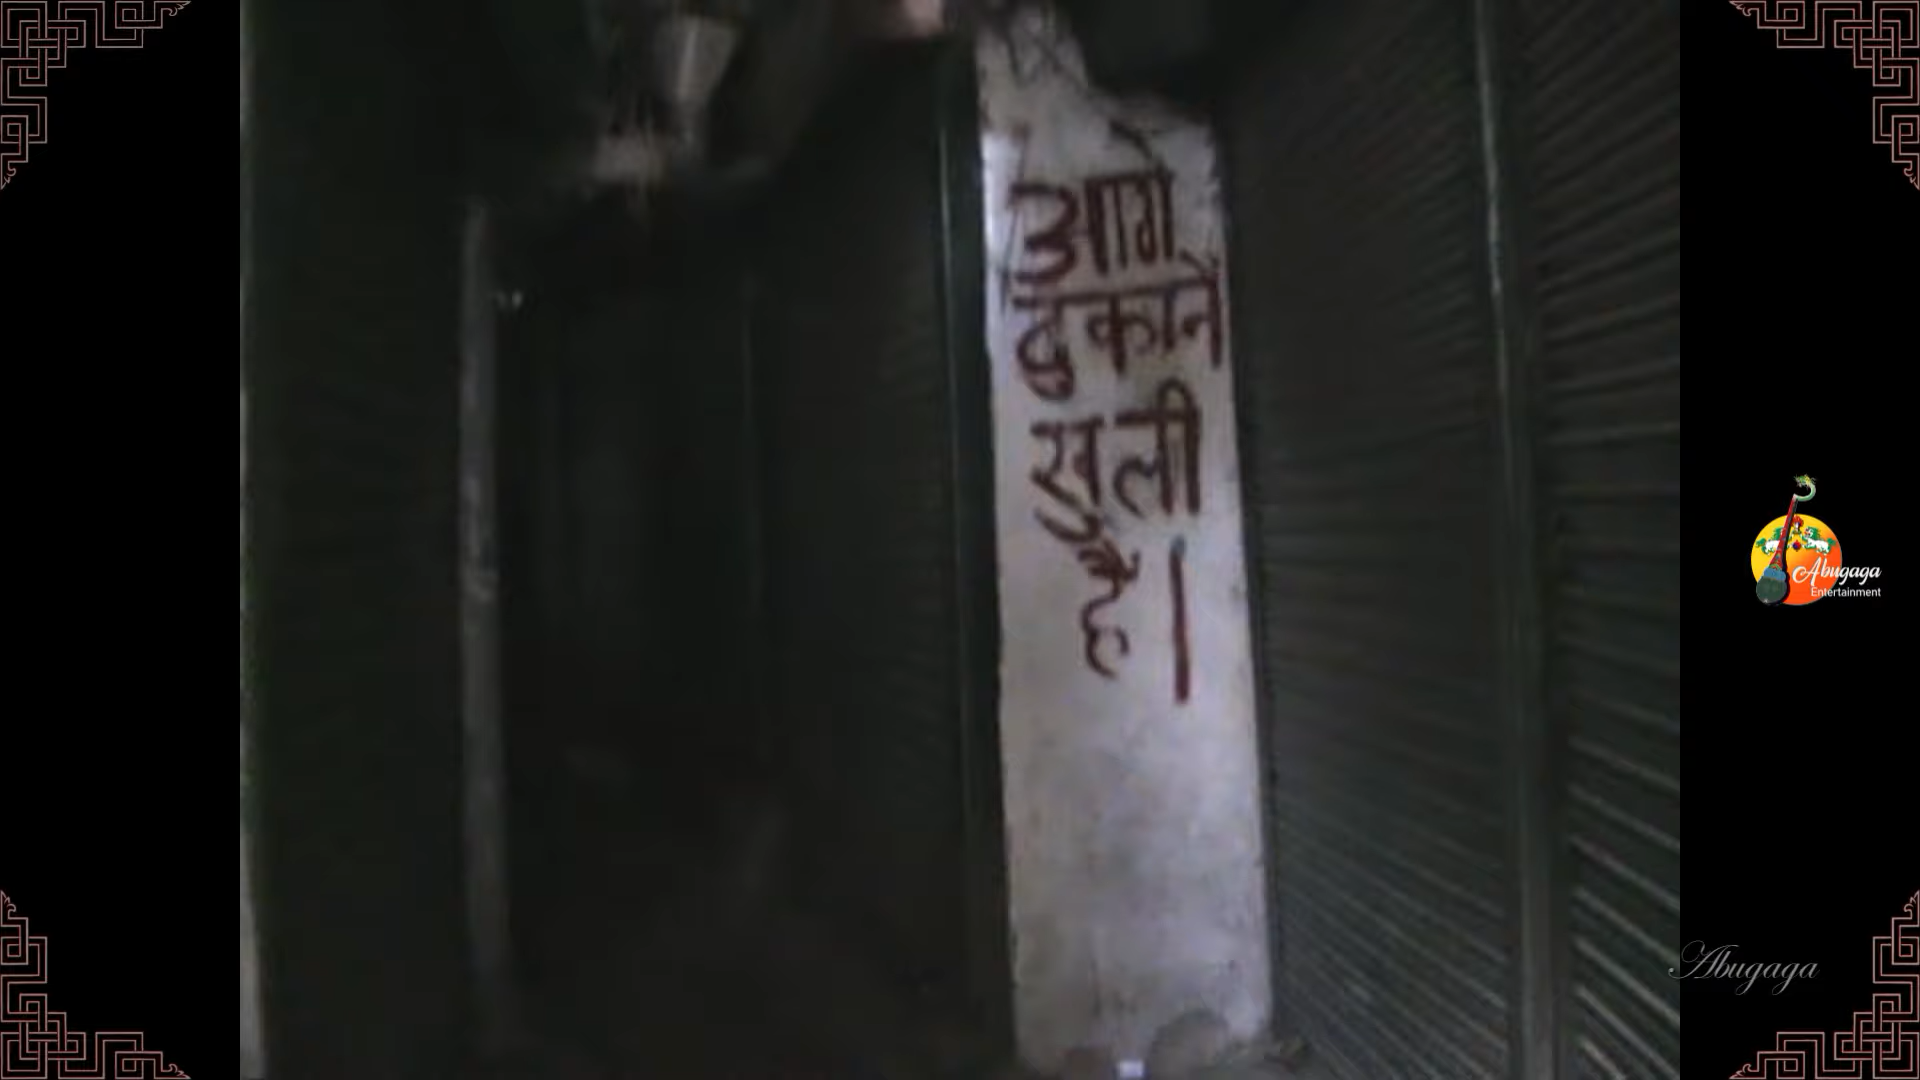 आगे
दुकानें
खुली
हैं ।
Abugaga
Entertainment
Abugaga